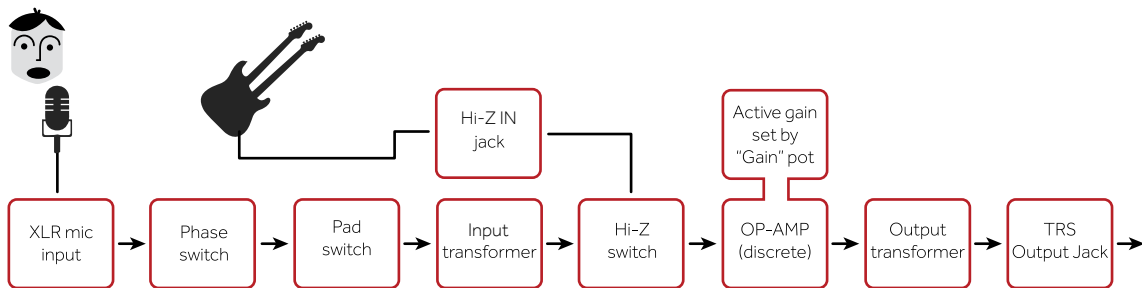 Hi-Z IN
jack
Active gain
set by
“Gain” pot
XLR mic
input
Phase
switch
Pad
switch
Input
transformer
Hi-Z
switch
OP-AMP
(discrete)
Output
transformer
TRS
Output Jack